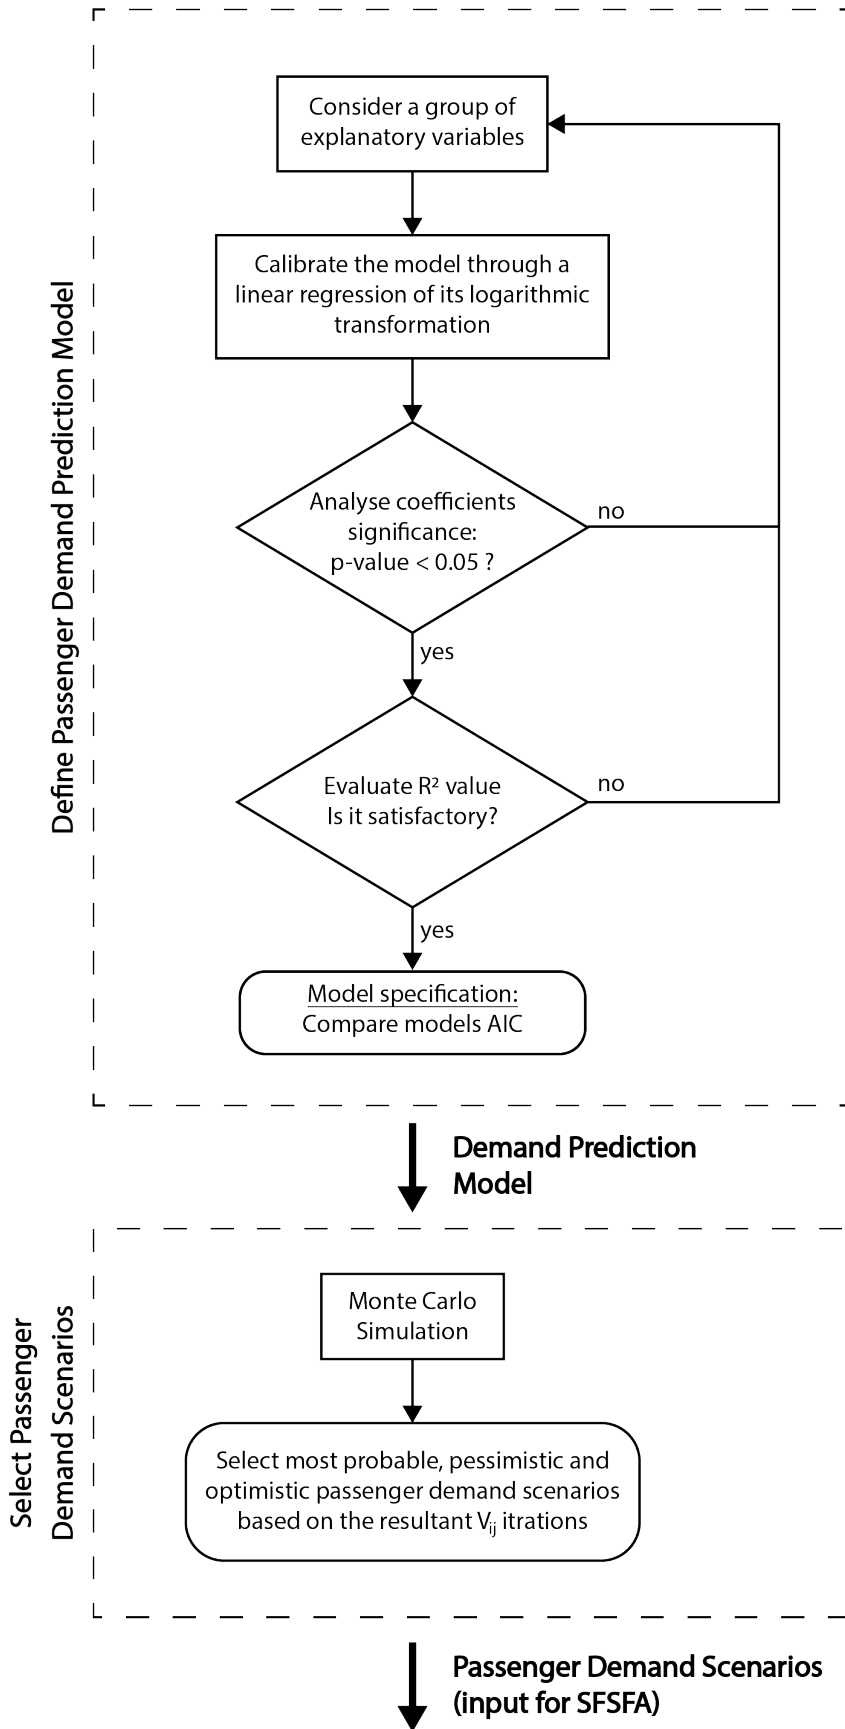 Define Passenger Demand Prediction Model
Consider a group of
explanatory variables
Calibrate the model through a
linear regression of its logarithmic
transformation
Analyse coefficients
significance:
p-value < 0.05 ?
no
yes
Evaluate R² value
Is it satisfactory?
no
yes
Model specification:
Compare models AIC
Demand Prediction
Model
Select Passenger
Demand Scenarios
Monte Carlo
Simulation
Select most probable, pessimistic and
optimistic passenger demand scenarios
based on the resultant Vij itrations
Passenger Demand Scenarios
(input for SFSFA)